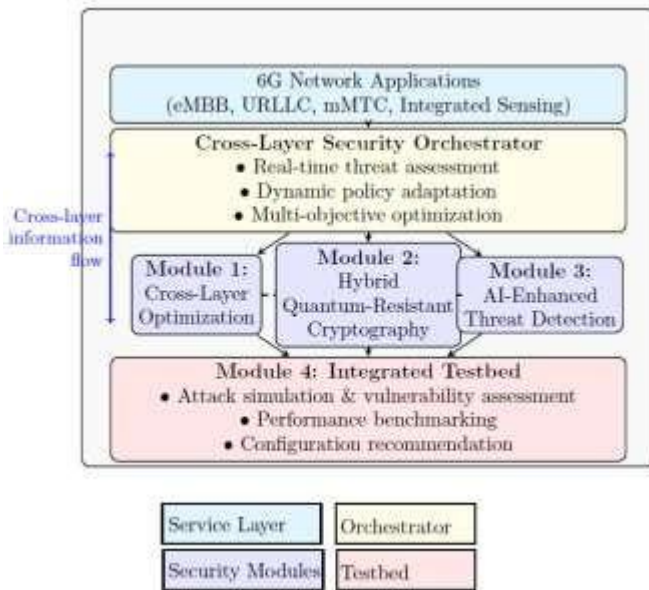 6G Network Applications
(eMBB, URLLC, mMTC, Integrated Sensing)
Cross-Layer Security Orchestrator
• Real-time threat assessment
• Dynamic policy adaptation
• Multi-objective optimization
Cross-layer
information
flow
Module 1:
Cross-Layer
Optimization
Module 2:
Hybrid
Quantum-Resistant
Cryptography
Module 3:
AI-Enhanced
Threat Detection
Module 4: Integrated Testbed
• Attack simulation & vulnerability assessment
• Performance benchmarking
• Configuration recommendation
Service Layer
Orchestrator
Security Modules
Testbed